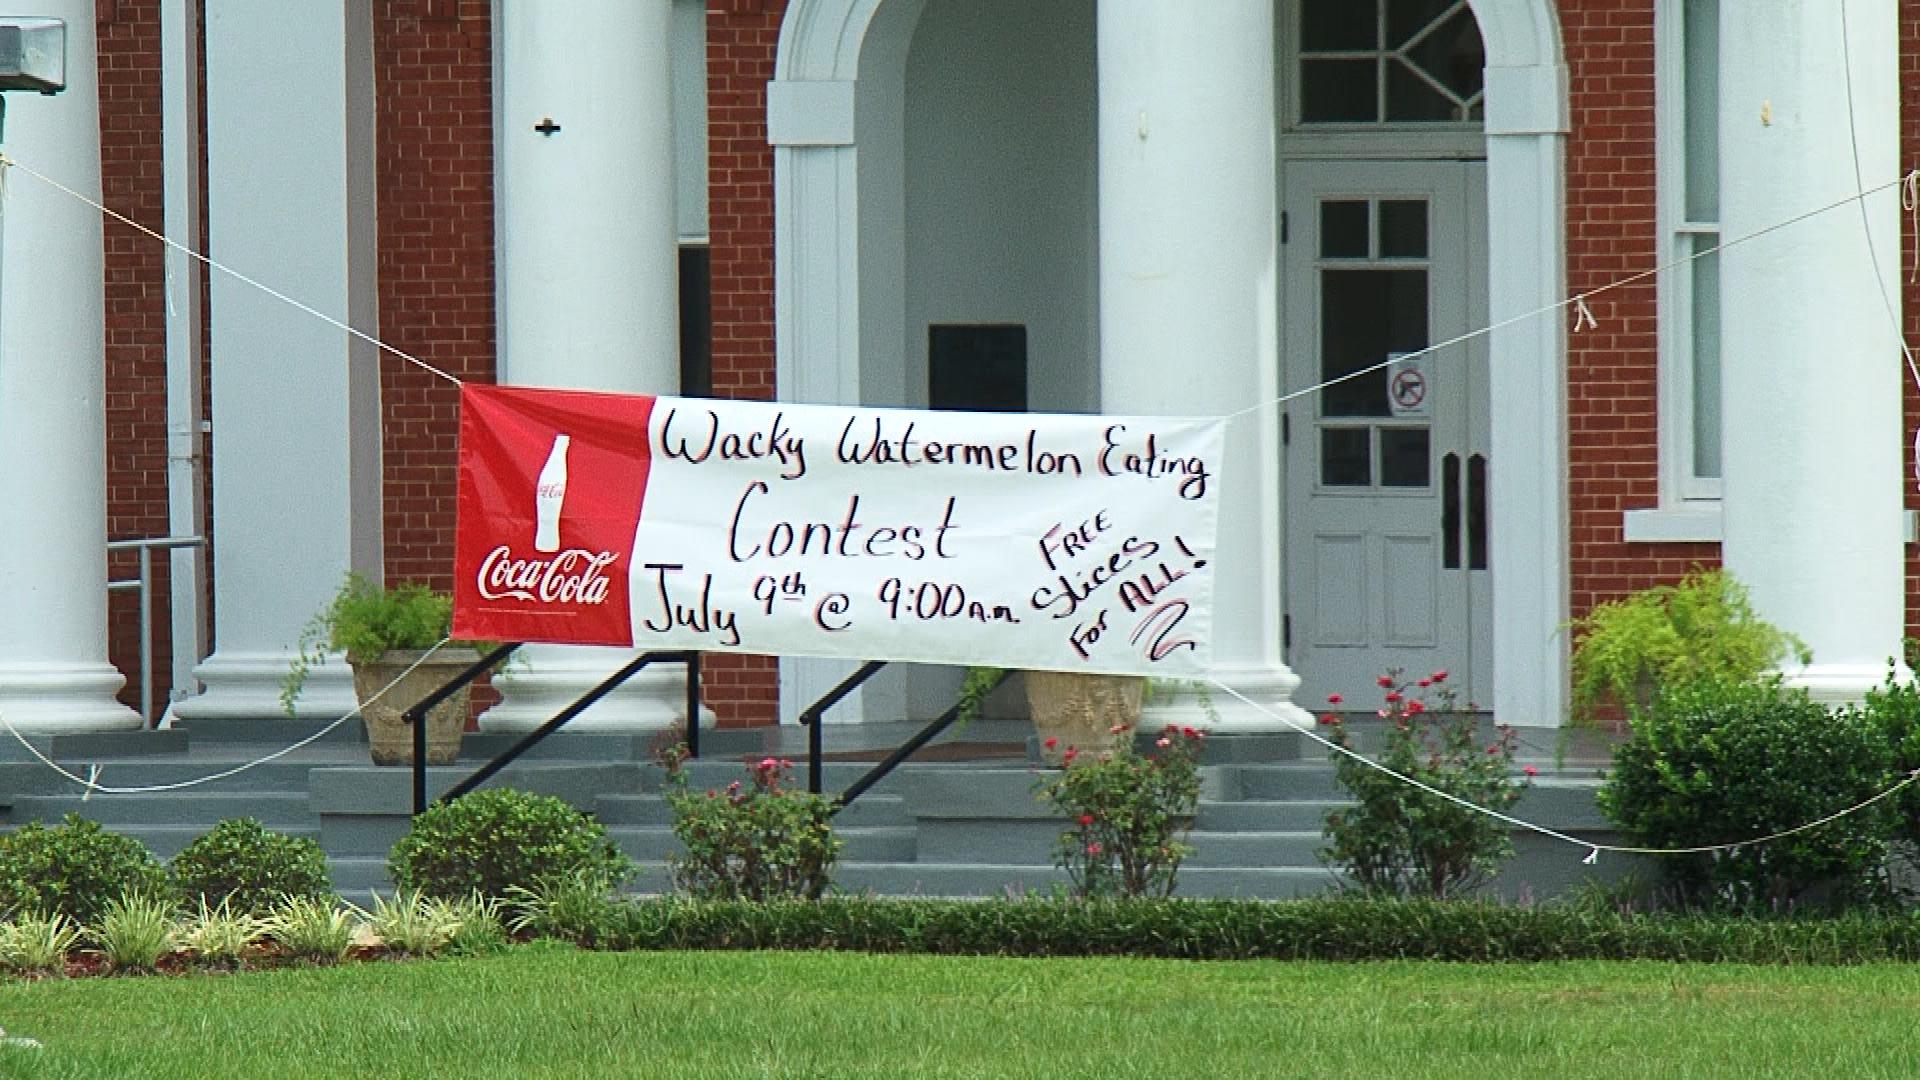 Wacky Watermelon Eating
Contest
July 9th @ 9:00 A.m.
FREE
Slices
For ALL!
Coca-Cola